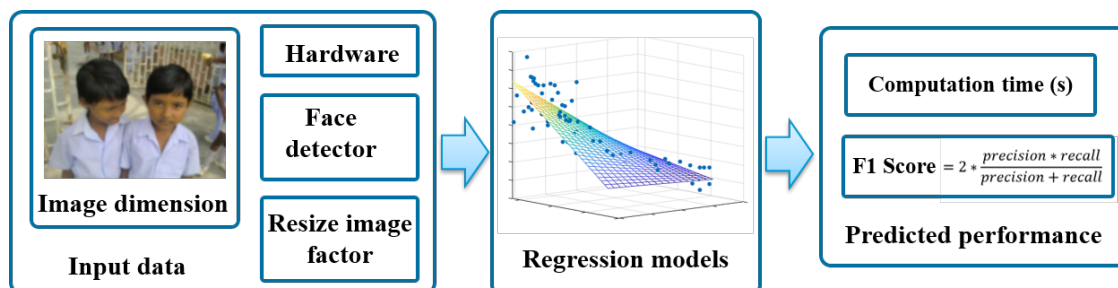 Image dimension
Hardware
Face
detector
Resize image
factor
Input data
Regression models
Computation time (s)
F1 Score = 2 * precision * recall / precision + recall
Predicted performance